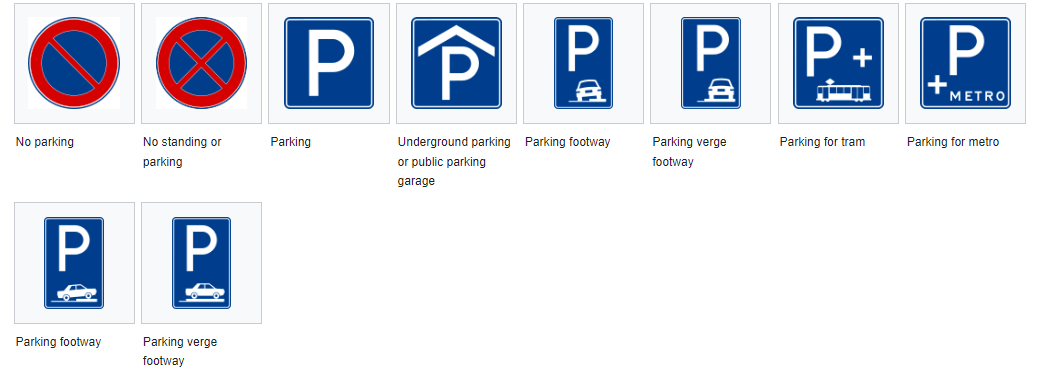 P
P
P
P
P +
P
+ METRO
No parking
No standing or
parking
Parking
Underground parking
or public parking
garage
Parking footway
Parking verge
footway
Parking for tram
Parking for metro
P
P
Parking footway
Parking verge
footway